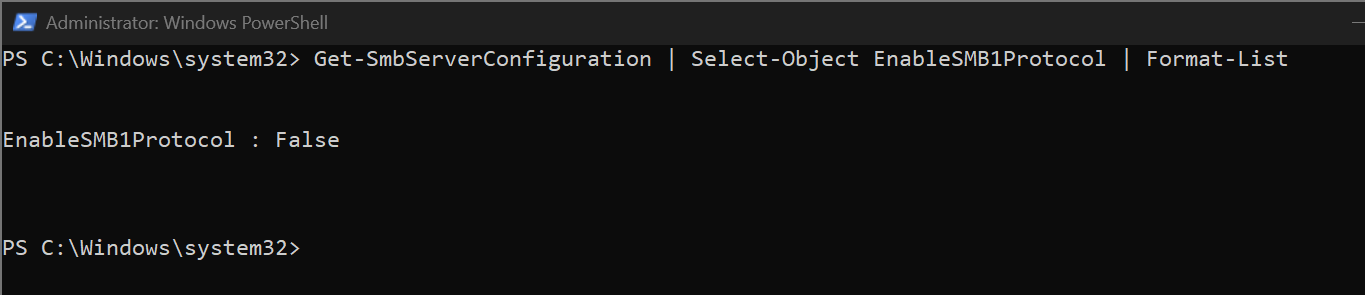 Administrator: Windows PowerShell
PS C:\Windows\system32> Get-SmbServerConfiguration | Select-Object EnableSMB1Protocol | Format-List
EnableSMB1Protocol : False
PS C:\Windows\system32>